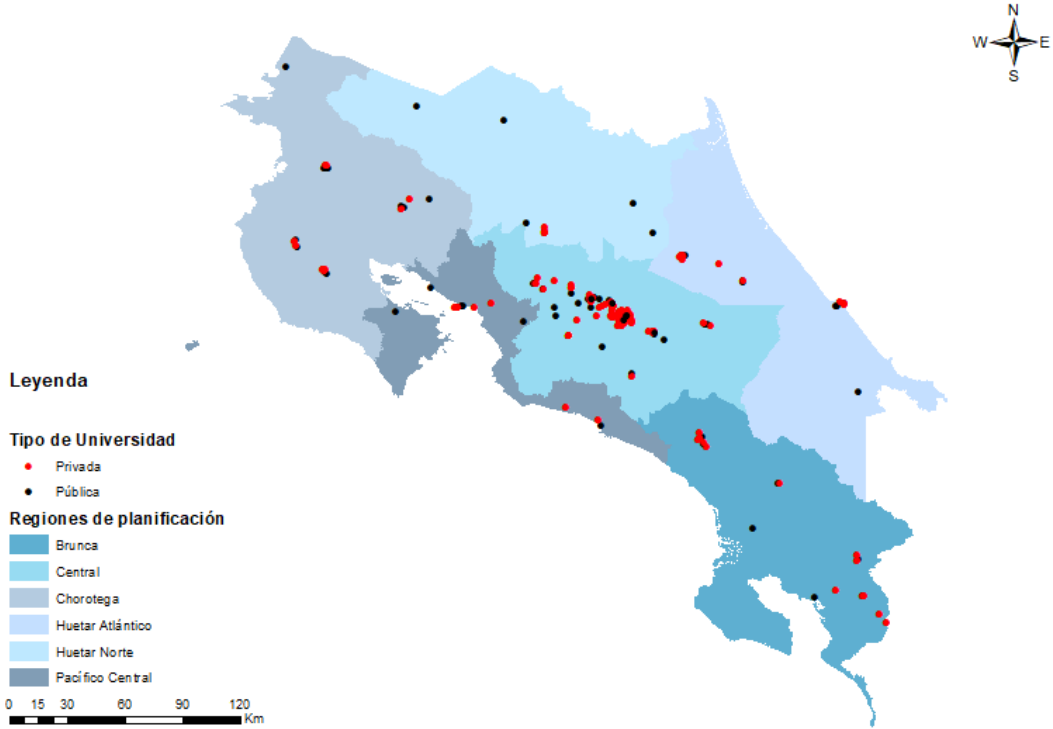 N
W E
S
Leyenda
Tipo de Universidad
Privada
Pública
Regiones de planificación
Brunca
Central
Chorotega
Huetar Atlántico
Huetar Norte
Pacífico Central
0 15 30 60 90 120
Km